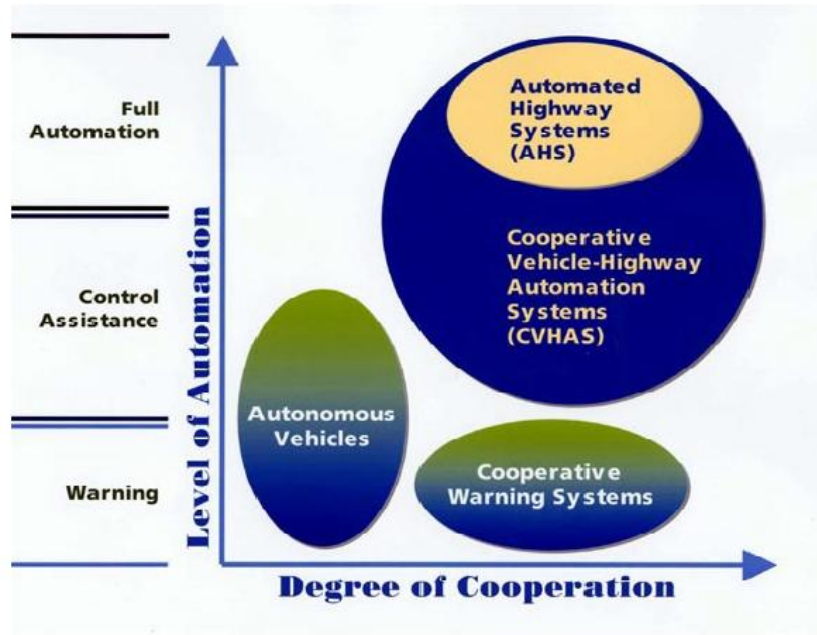 Full
Automation
Control
Assistance
Warning
Level of Automation
Automated
Highway
Systems
(AHS)
Cooperative
Vehicle-Highway
Automation
Systems
(CVHAS)
Autonomous
Vehicles
Cooperative
Warning Systems
Degree of Cooperation